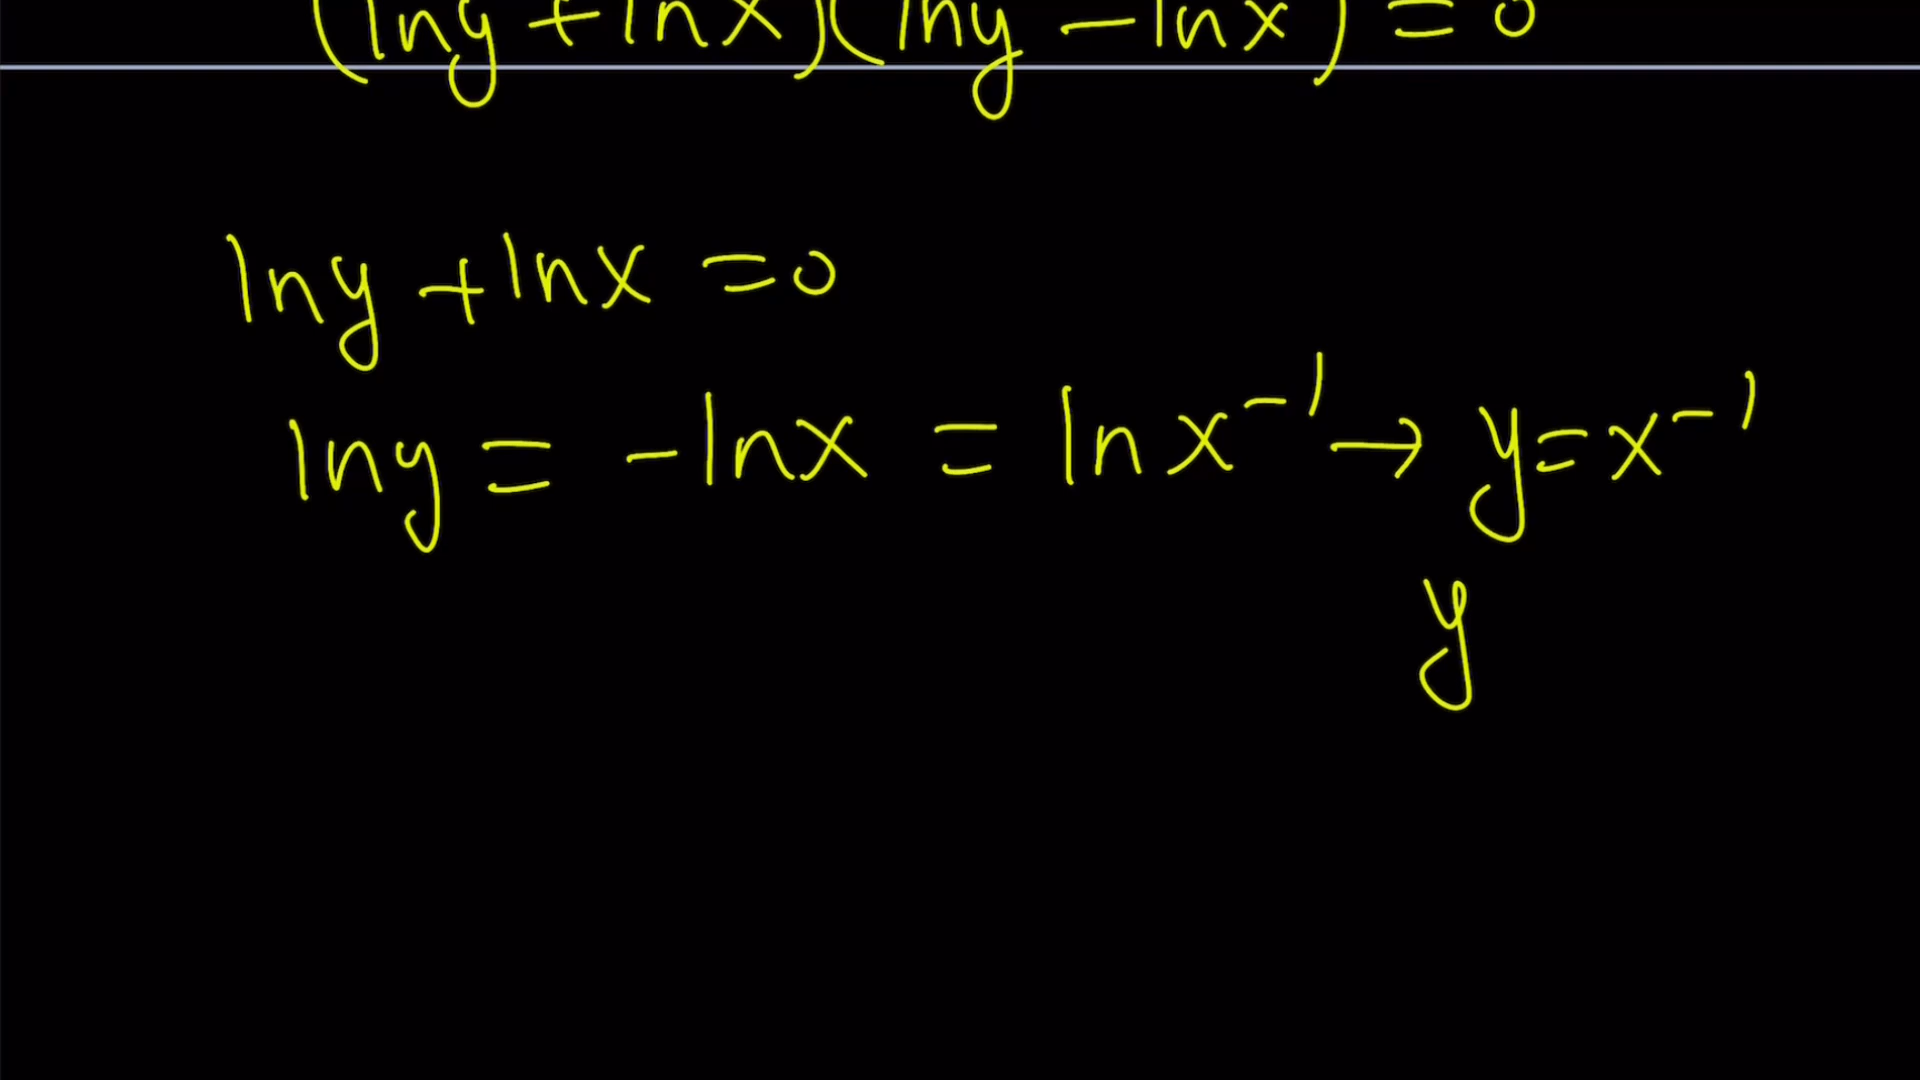 (lny + lnx)(lny - lnx) = 0
lny + lnx = 0
lny = -lnx = lnx⁻¹ → y = x⁻¹
y